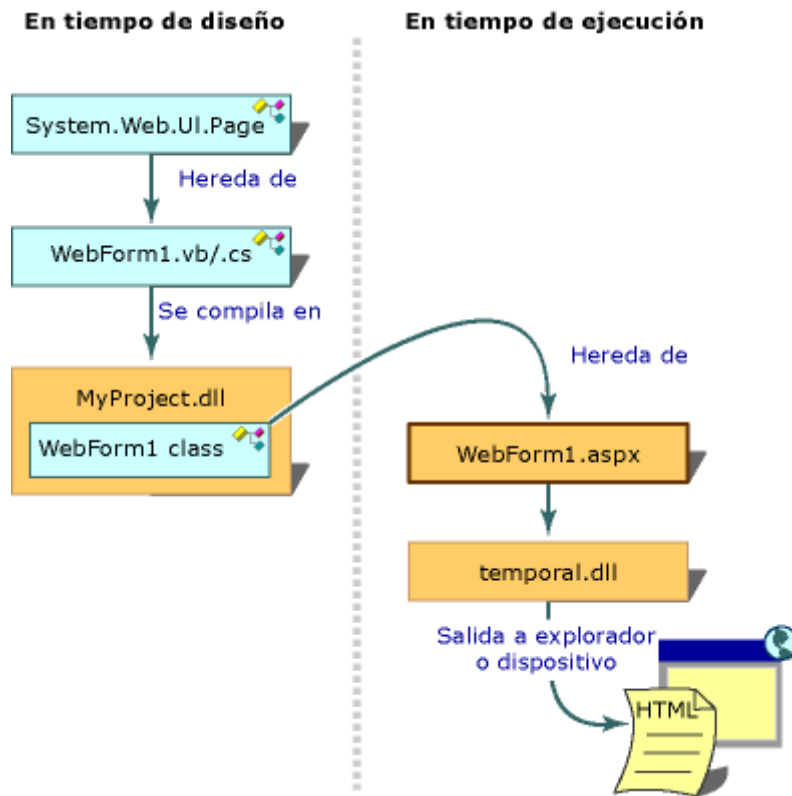 En tiempo de diseño
En tiempo de ejecución
System.Web.UI.Page
Hereda de
WebForm1.vb/.cs
Se compila en
MyProject.dll
WebForm1 class
Hereda de
WebForm1.aspx
temporal.dll
Salida a explorador
o dispositivo
HTML